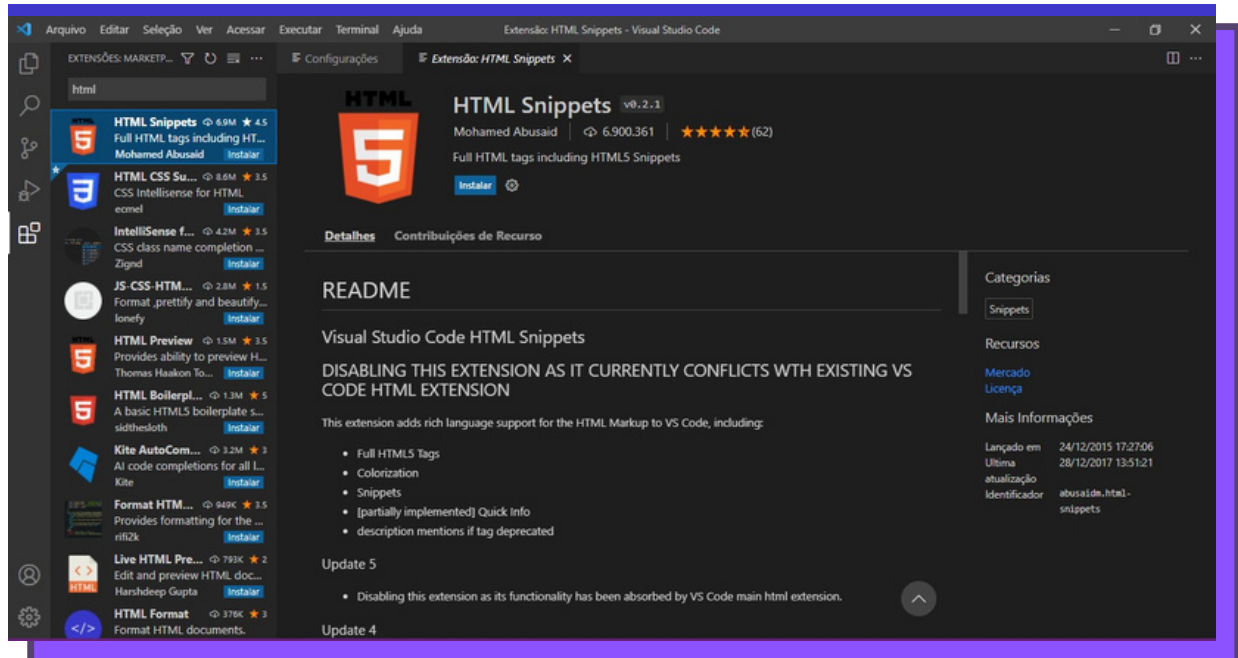 Arquivo Editar Seleção Ver Acessar Executar Terminal Ajuda
Extensão: HTML Snippets - Visual Studio Code
EXTENSÕES: MARKETP...
html
HTML Snippets 6.9M ★ 4.5
Full HTML tags including HT...
Mohamed Abusaid Instalar
HTML CSS Su... 8.6M ★ 3.5
CSS Intellisense for HTML
ecmel Instalar
IntelliSense f... 4.2M ★ 3.5
CSS class name completion ...
Zignd Instalar
JS-CSS-HTM... 2.8M ★ 1.5
Format ,prettify and beautify...
lonefy Instalar
HTML Preview 1.5M ★ 3.5
Provides ability to preview H...
Thomas Haakon To... Instalar
HTML Boilerpl... 1.3M ★ 5
A basic HTML5 boilerplate s...
sidthesloth Instalar
Kite AutoCom... 3.2M ★ 3
AI code completions for all l...
Kite Instalar
Format HTM... 949K ★ 3.5
Provides formatting for the ...
rifi2k Instalar
Live HTML Pre... 793K ★ 2
Edit and preview HTML doc...
Harshdeep Gupta Instalar
HTML Format 376K ★ 3
Format HTML documents.
Configurações
Extensão: HTML Snippets
HTML
5
HTML Snippets v0.2.1
Mohamed Abusaid 6.900.361 ★★★★★(62)
Full HTML tags including HTML5 Snippets
Instalar
Detalhes Contribuições de Recurso
README
Visual Studio Code HTML Snippets
DISABLING THIS EXTENSION AS IT CURRENTLY CONFLICTS WTH EXISTING VS
CODE HTML EXTENSION
This extension adds rich language support for the HTML Markup to VS Code, including:
• Full HTML5 Tags
• Colorization
• Snippets
• [partially implemented] Quick Info
• description mentions if tag deprecated
Update 5
• Disabling this extension as its functionality has been absorbed by VS Code main html extension.
Update 4
Categorias
Snippets
Recursos
Mercado
Licença
Mais Informações
Lançado em 24/12/2015 17:27:06
Ultima 28/12/2017 13:51:21
atualização
Identificador abusaidm.html-
snippets